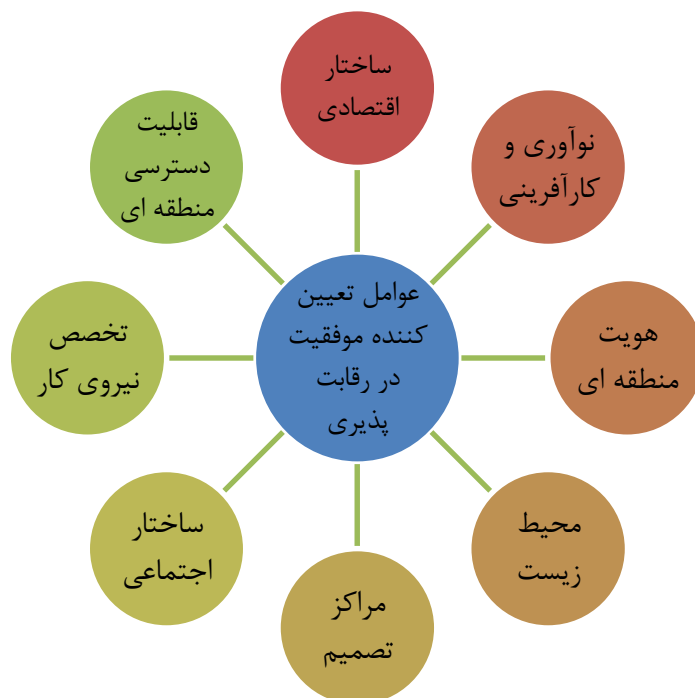 ساختار
اقتصادی
نوآوری و
کارآفرینی
هویت
منطقه ای
محیط
زیست
مراکز
تصمیم
ساختار
اجتماعی
تخصص
نیروی کار
قابلیت
دسترسی
منطقه ای
عوامل تعیین
کننده موفقیت
در رقابت
پذیری